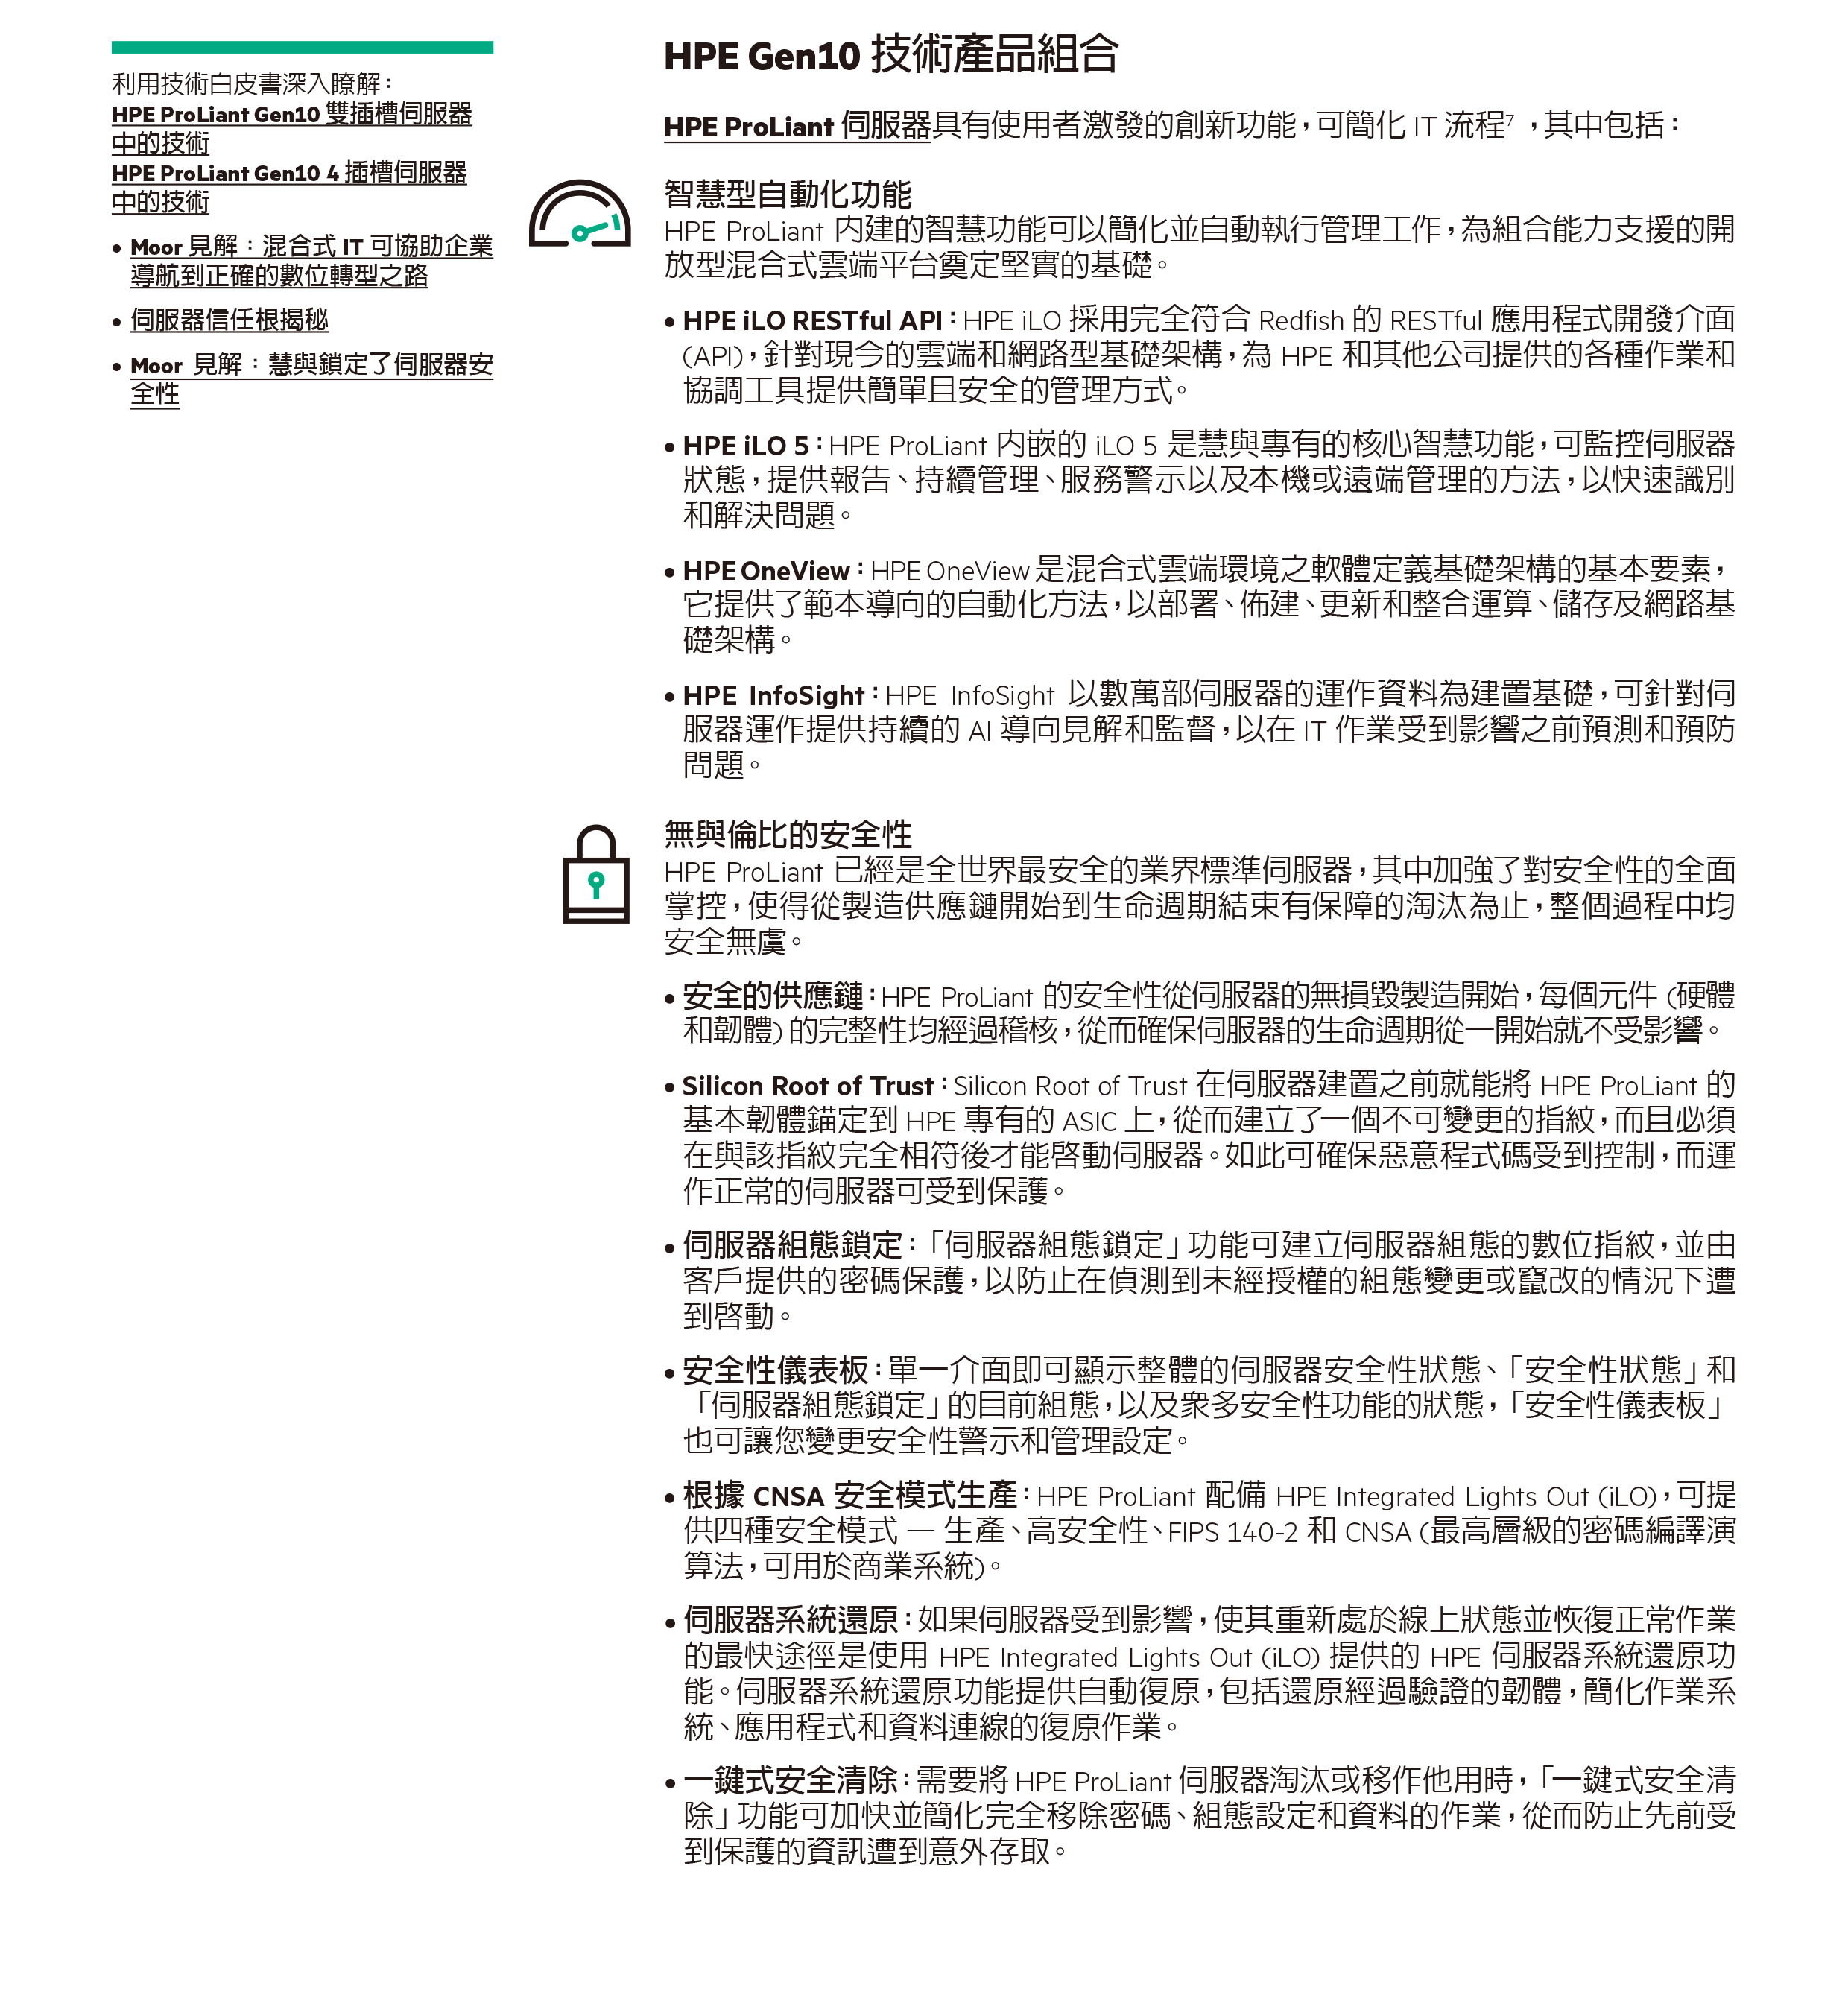 利用技術白皮書深入瞭解：
HPE ProLiant Gen10 雙插槽伺服器
中的技術
HPE ProLiant Gen10 4 插槽伺服器
中的技術
• Moor 見解：混合式 IT 可協助企業
導航到正確的數位轉型之路
• 伺服器信任根揭秘
• Moor 見解：慧與鎖定了伺服器安
全性
HPE Gen10 技術產品組合
HPE ProLiant 伺服器具有使用者激發的創新功能，可簡化 IT 流程7，其中包括：
智慧型自動化功能
HPE ProLiant 內建的智慧功能可以簡化並自動執行管理工作，為組合能力支援的開
放型混合式雲端平台奠定堅實的基礎。
• HPE iLO RESTful API：HPE iLO 採用完全符合 Redfish 的 RESTful 應用程式開發介面
(API)，針對現今的雲端和網路型基礎架構，為 HPE 和其他公司提供的各種作業和
協調工具提供簡單且安全的管理方式。
• HPE iLO 5：HPE ProLiant 內嵌的 iLO 5 是慧與專有的核心智慧功能，可監控伺服器
狀態，提供報告、持續管理、服務警示以及本機或遠端管理的方法，以快速識別
和解決問題。
• HPE OneView：HPE OneView 是混合式雲端環境之軟體定義基礎架構的基本要素，
它提供了範本導向的自動化方法，以部署、佈建、更新和整合運算、儲存及網路基
礎架構。
• HPE InfoSight：HPE InfoSight 以數萬部伺服器的運作資料為建置基礎，可針對伺
服器運作提供持續的 AI 導向見解和監督，以在 IT 作業受到影響之前預測和預防
問題。
無與倫比的安全性
HPE ProLiant 已經是全世界最安全的業界標準伺服器，其中加強了對安全性的全面
掌控，使得從製造供應鏈開始到生命週期結束有保障的淘汰為止，整個過程中均
安全無虞。
• 安全的供應鏈：HPE ProLiant 的安全性從伺服器的無損毀製造開始，每個元件 (硬體
和韌體) 的完整性均經過稽核，從而確保伺服器的生命週期從一開始就不受影響。
• Silicon Root of Trust：Silicon Root of Trust 在伺服器建置之前就能將 HPE ProLiant 的
基本韌體錨定到 HPE 專有的 ASIC 上，從而建立了一個不可變更的指紋，而且必須
在與該指紋完全相符後才能啓動伺服器。如此可確保惡意程式碼受到控制，而運
作正常的伺服器可受到保護。
• 伺服器組態鎖定：「伺服器組態鎖定」功能可建立伺服器組態的數位指紋，並由
客戶提供的密碼保護，以防止在偵測到未經授權的組態變更或竄改的情況下遭
到啓動。
• 安全性儀表板：單一介面即可顯示整體的伺服器安全性狀態、「安全性狀態」和
「伺服器組態鎖定」的目前組態，以及衆多安全性功能的狀態，「安全性儀表板」
也可讓您變更安全性警示和管理設定。
• 根據 CNSA 安全模式生產：HPE ProLiant 配備 HPE Integrated Lights Out (iLO)，可提
供四種安全模式 — 生產、高安全性、FIPS 140-2 和 CNSA (最高層級的密碼編譯演
算法，可用於商業系統)。
• 伺服器系統還原：如果伺服器受到影響，使其重新處於線上狀態並恢復正常作業
的最快途徑是使用 HPE Integrated Lights Out (iLO) 提供的 HPE 伺服器系統還原功
能。伺服器系統還原功能提供自動復原，包括還原經過驗證的韌體，簡化作業系
統、應用程式和資料連線的復原作業。
• 一鍵式安全清除：需要將 HPE ProLiant 伺服器淘汰或移作他用時，「一鍵式安全清
除」功能可加快並簡化完全移除密碼、組態設定和資料的作業，從而防止先前受
到保護的資訊遭到意外存取。